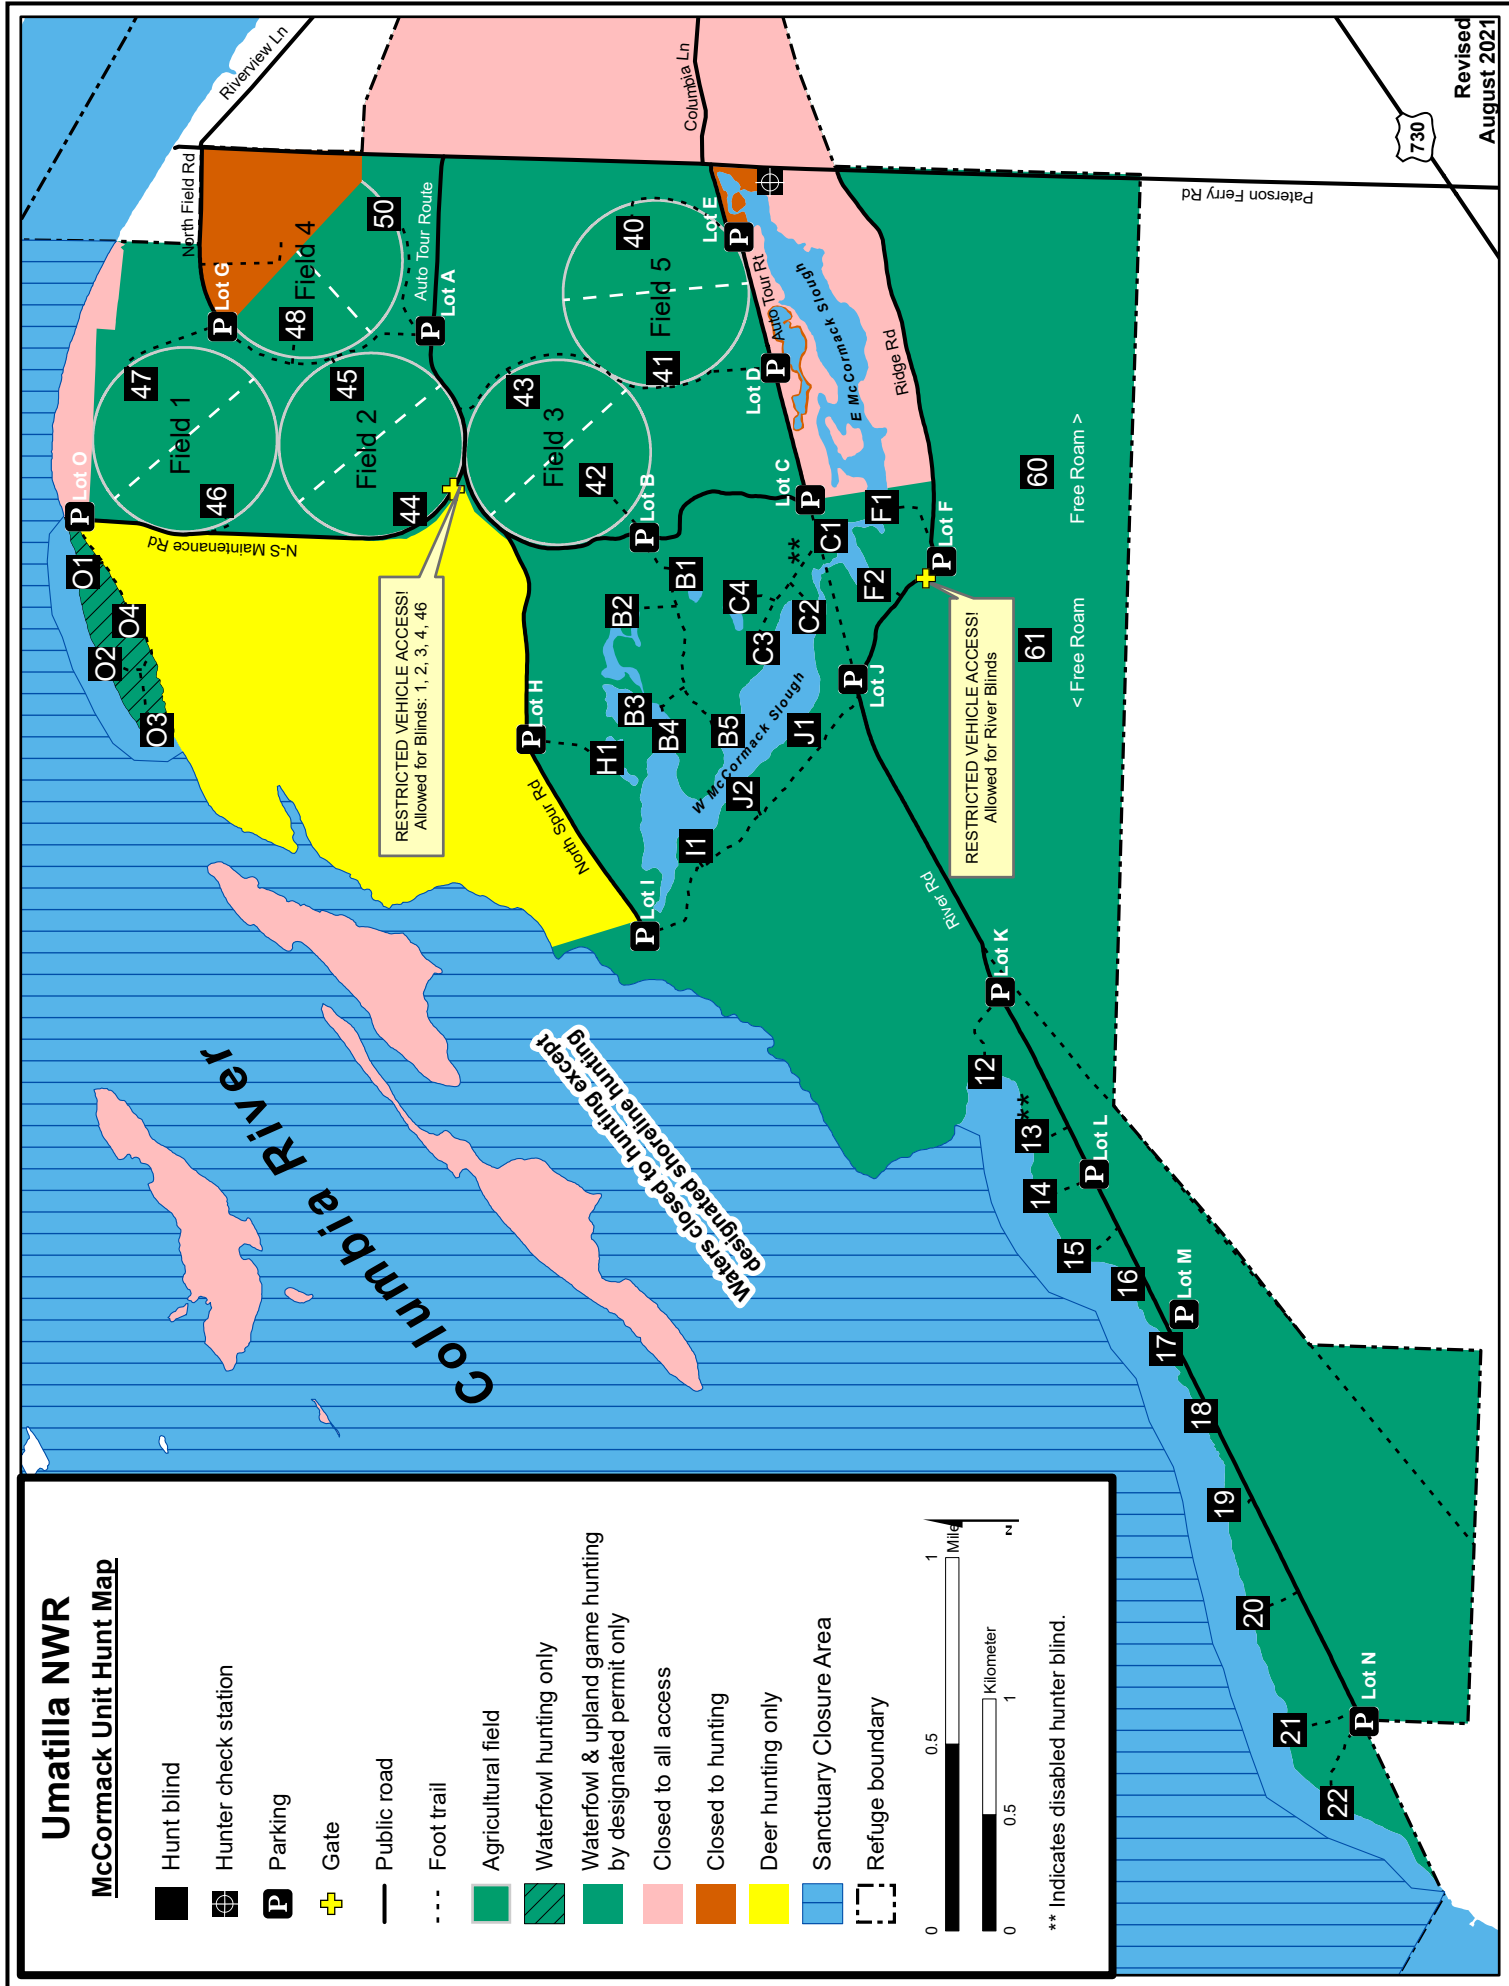 Umatilla NWR
McCormack Unit Hunt Map
Hunt blind
Hunter check station
P
Parking
Gate
Public road
Foot trail
Agricultural field
Waterfowl hunting only
Waterfowl & upland game hunting
by designated permit only
Closed to all access
Closed to hunting
Deer hunting only
Sanctuary Closure Area
Refuge boundary
0 0.5 1
Mile
0 0.5 1
Kilometer
N
** Indicates disabled hunter blind.
Columbia River
Waters closed to hunting except
designated shoreline hunting
Riverview Ln
North Field Rd
P
Lot G
Field 4
48
50
Auto Tour Route
P
Lot A
47
Field 1
46
45
Field 2
44
P
Lot O
N-S Maintenance Rd
O1
O2
O3
O4
RESTRICTED VEHICLE ACCESS!
Allowed for Blinds: 1, 2, 3, 4, 46
43
Field 3
42
40
Field 5
41
Columbia Ln
Lot E
P
Auto Tour Rt
Lot D
P
E McCormack Slough
Ridge Rd
Lot C
P
P
Lot B
P
Lot H
North Spur Rd
P
Lot I
B1
B2
B3
B4
B5
H1
C1
**
C2
C3
C4
F1
F2
P
Lot F
W McCormack Slough
J1
J2
I1
P
Lot J
RESTRICTED VEHICLE ACCESS!
Allowed for River Blinds
60
Free Roam >
61
< Free Roam
River Rd
P
Lot K
12
13
**
14
P
Lot L
15
16
P
Lot M
17
18
19
20
21
22
P
Lot N
Paterson Ferry Rd
730
Revised
August 2021